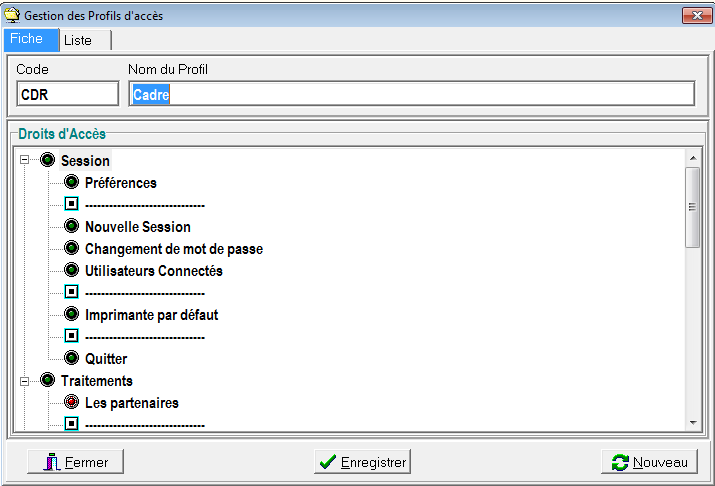 Gestion des Profils d'accès
Fiche Liste
Code Nom du Profil
CDR Cadre
Droits d'Accès
Session
Préférences
------------------------------
Nouvelle Session
Changement de mot de passe
Utilisateurs Connectés
------------------------------
Imprimante par défaut
------------------------------
Quitter
Traitements
Les partenaires
------------------------------
Fermer Enregistrer Nouveau